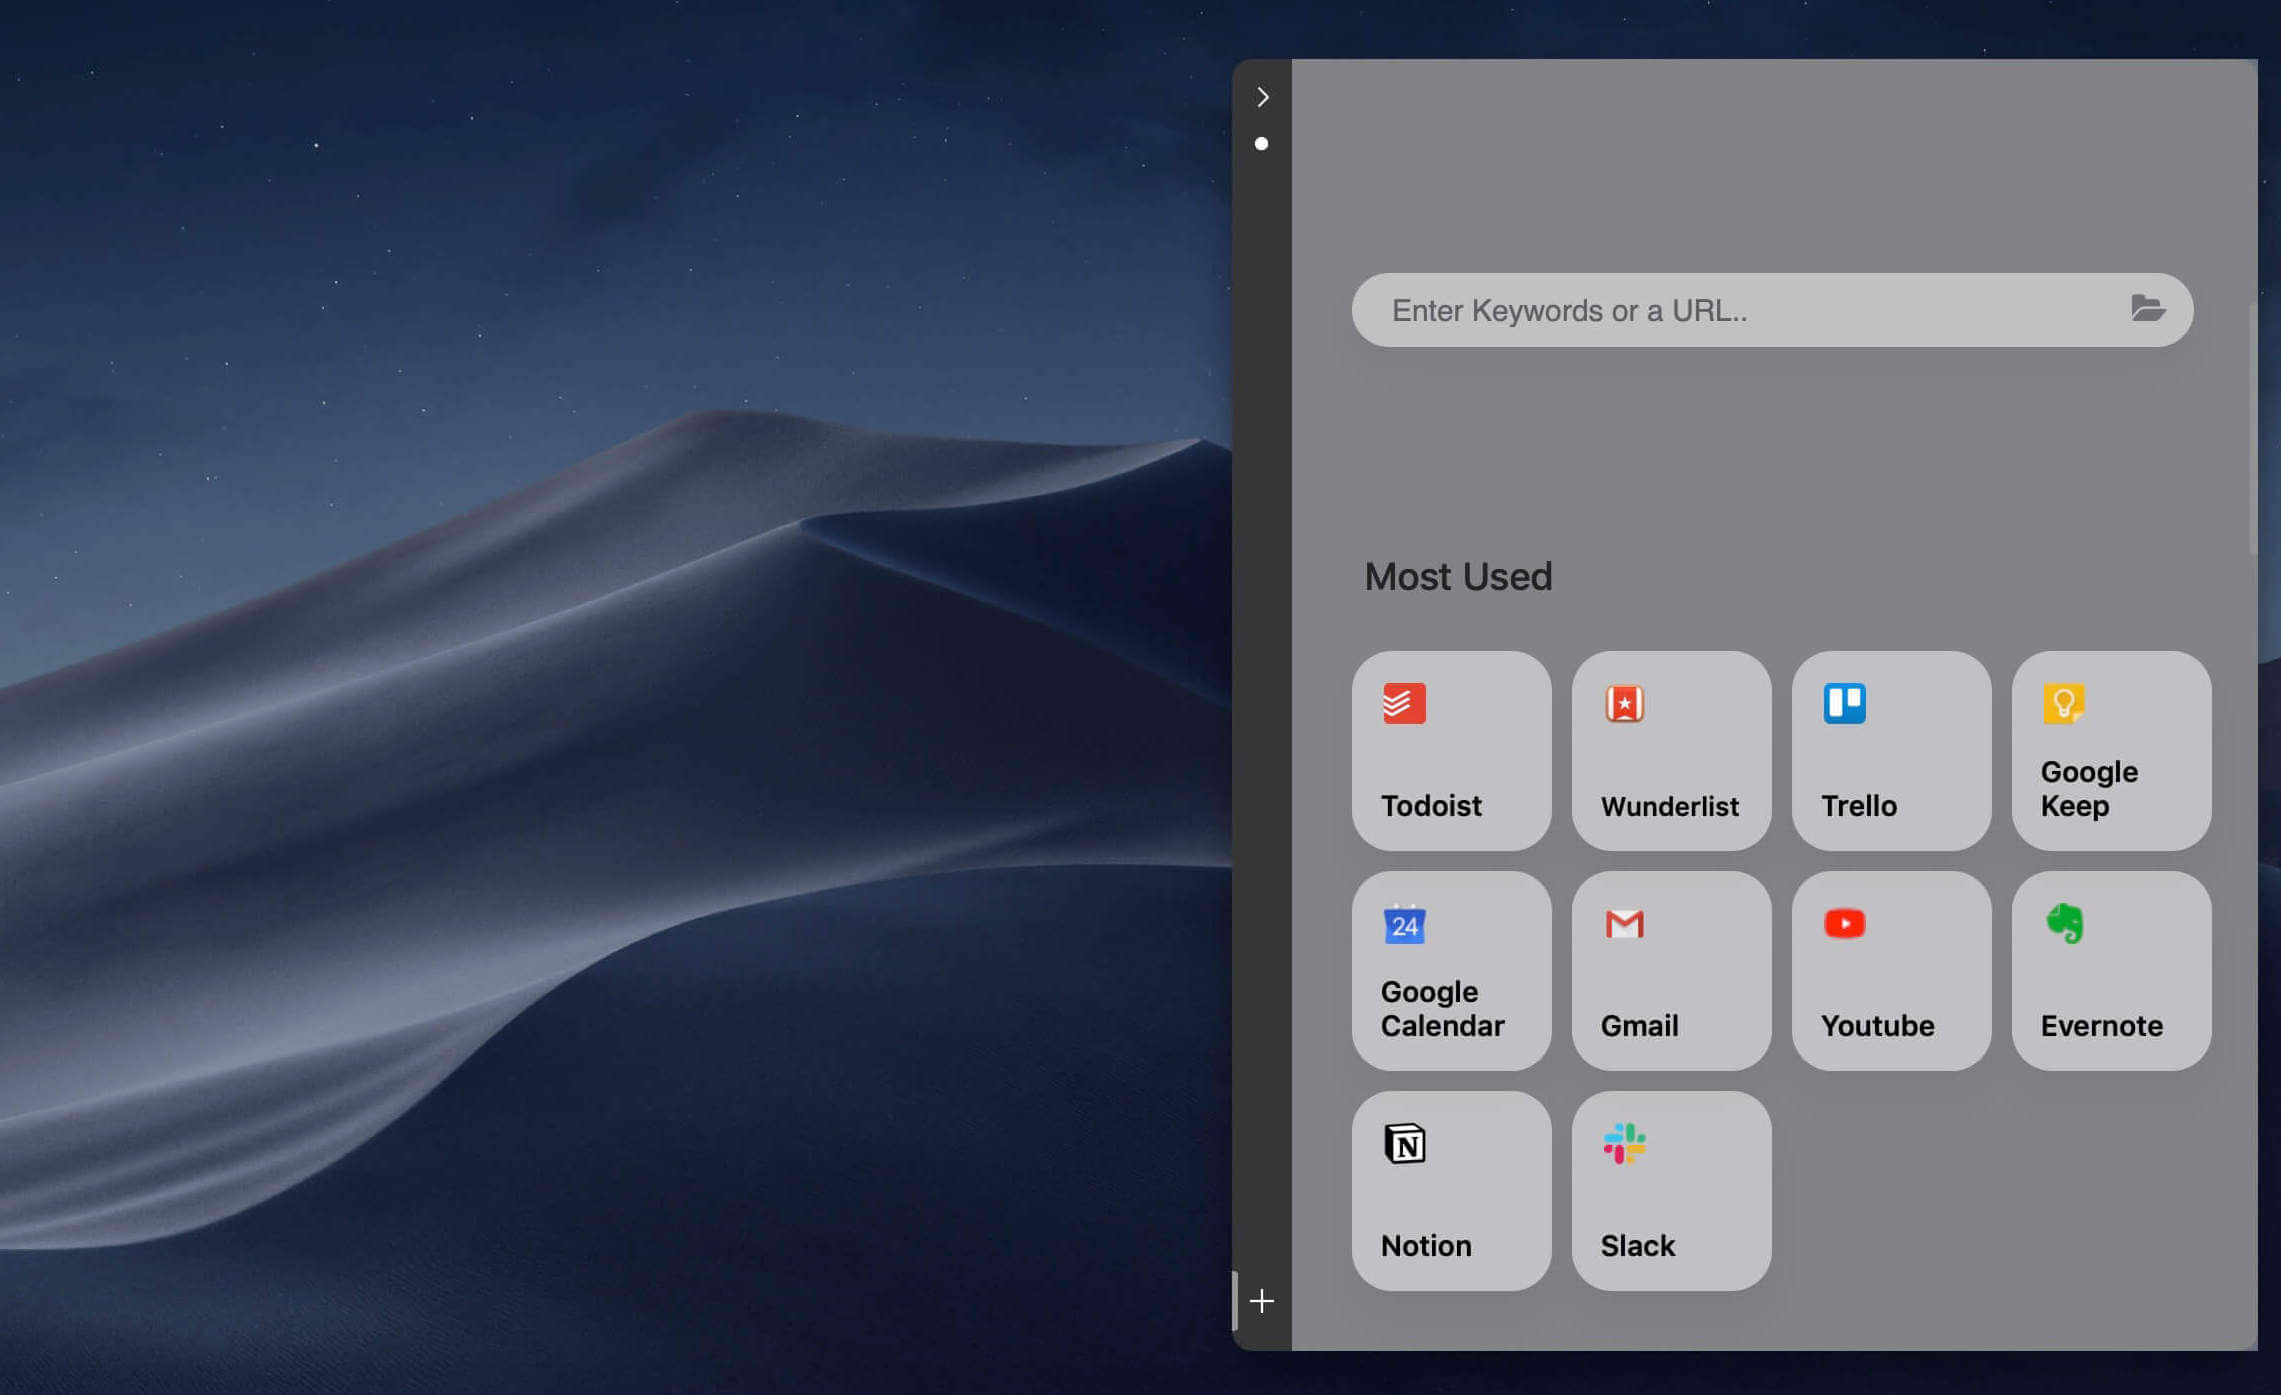 Enter Keywords or a URL..
Most Used
Todoist
Wunderlist
Trello
Google
Keep
24
Google
Calendar
Gmail
Youtube
Evernote
N
Notion
Slack